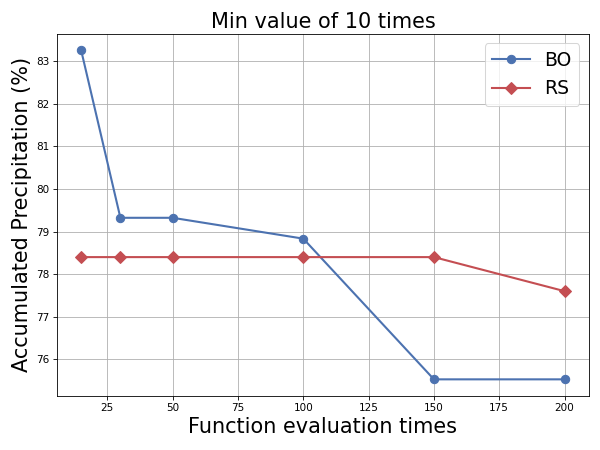 Min value of 10 times
Accumulated Precipitation (%)
83
82
81
80
79
78
77
76
BO
RS
25 50 75 100 125 150 175 200
Function evaluation times